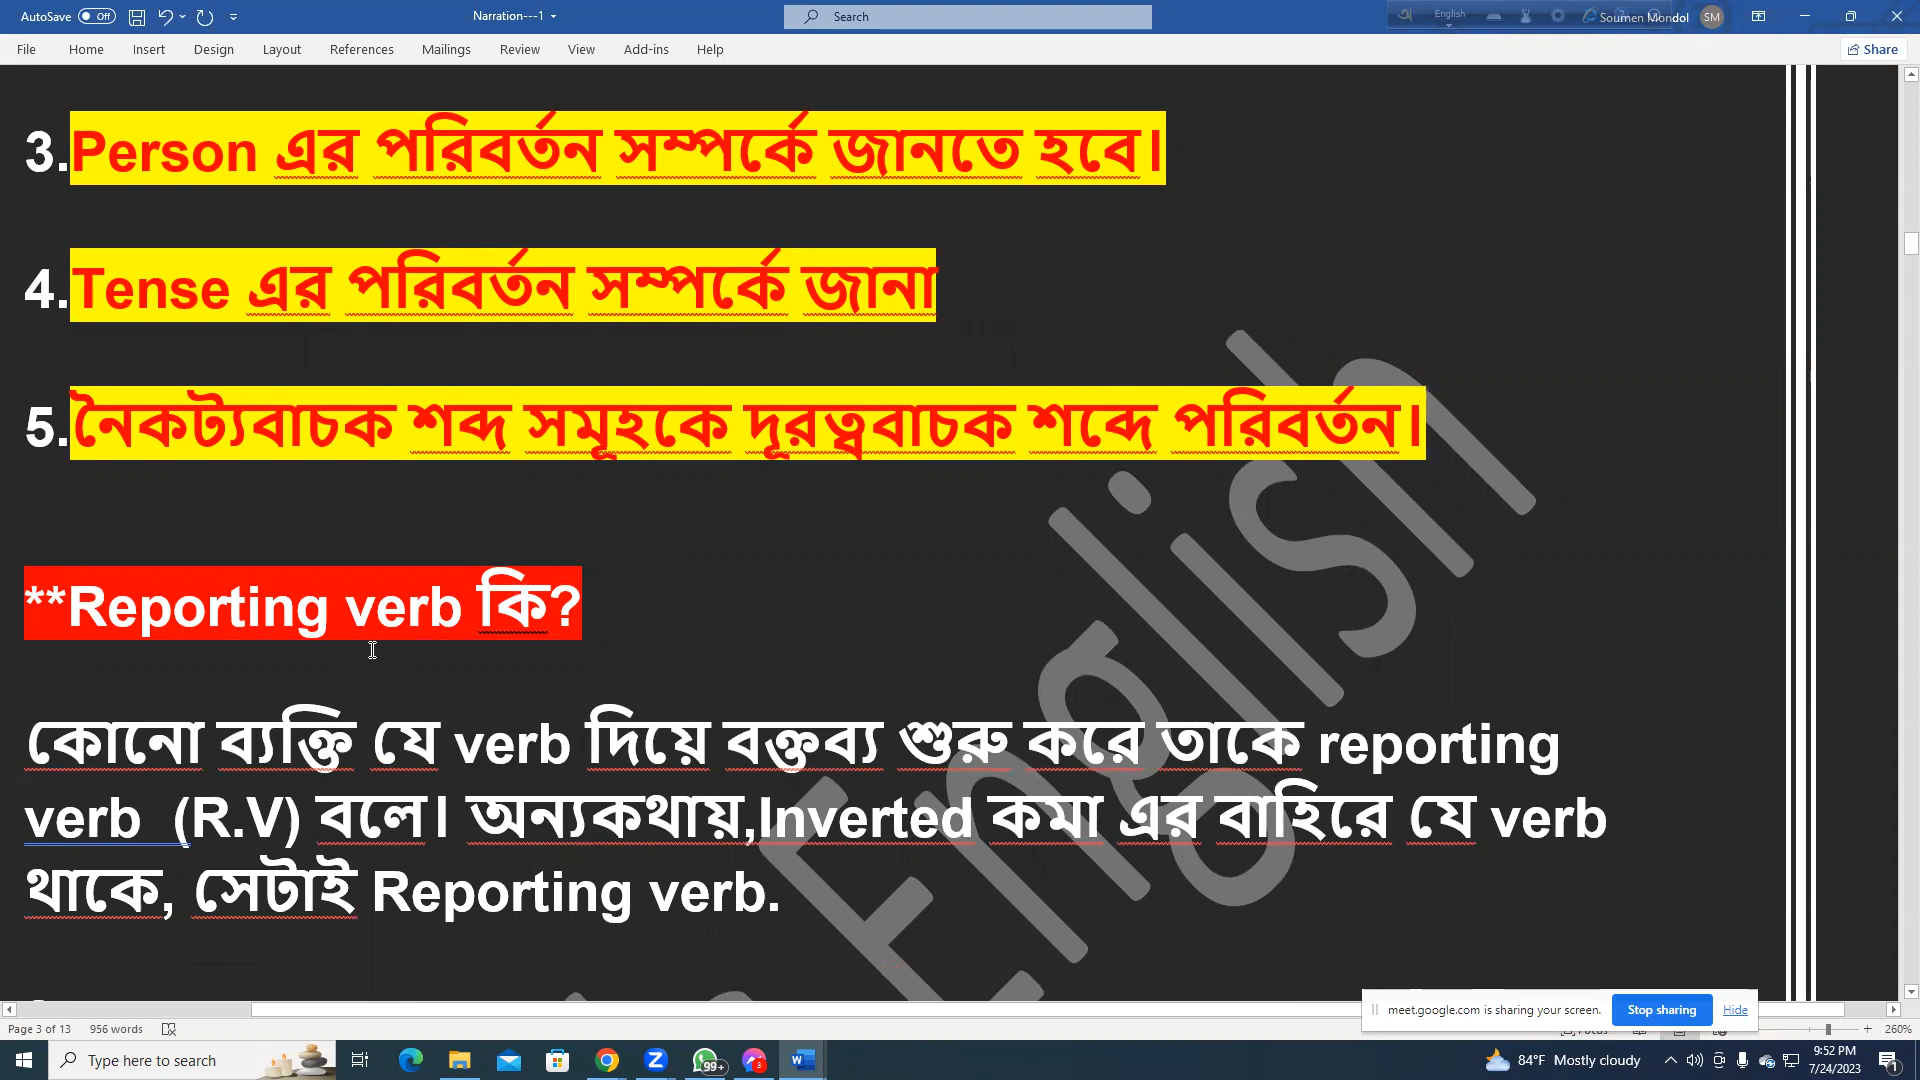 AutoSave Off Narration---1 Search English Soumen Mondol SM
File Home Insert Design Layout References Mailings Review View Add-ins Help Share
3.Person এর পরিবর্তন সম্পর্কে জানতে হবে।
4.Tense এর পরিবর্তন সম্পর্কে জানা
5.নৈকট্যবাচক শব্দ সমূহকে দূরত্ববাচক শব্দে পরিবর্তন।
**Reporting verb কি?
কোনো ব্যক্তি যে verb দিয়ে বক্তব্য শুরু করে তাকে reporting
verb (R.V) বলে। অন্যকথায়,Inverted কমা এর বাহিরে যে verb
থাকে, সেটাই Reporting verb.
English
meet.google.com is sharing your screen. Stop sharing Hide
Page 3 of 13 956 words 260%
Type here to search 99+ 3 84°F Mostly cloudy 9:52 PM
7/24/2023 1